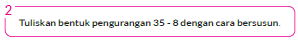 2
Tuliskan bentuk pengurangan 35 - 8 dengan cara bersusun.